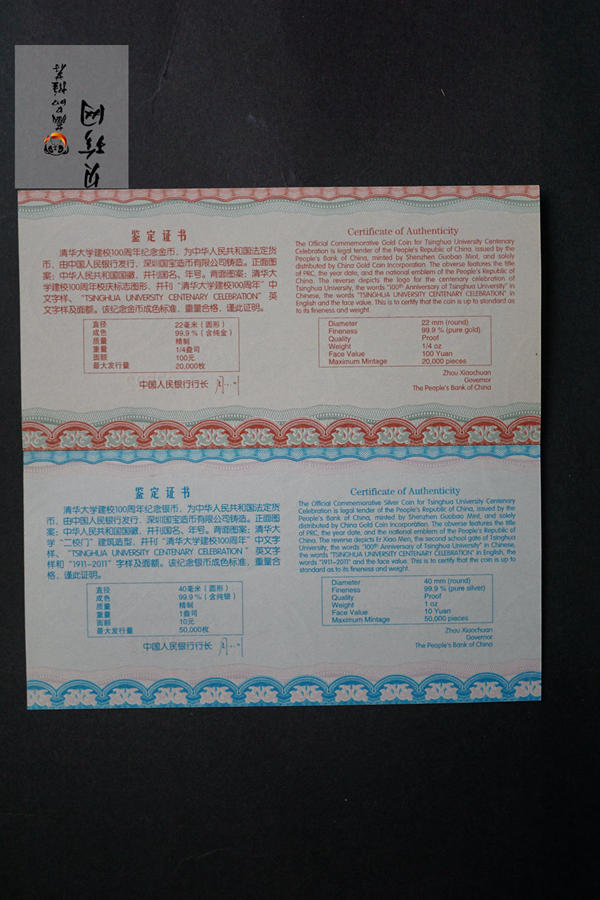 贝珍网
藏品推荐
鉴定证书
清华大学建校100周年纪念金币，为中华人民共和国法定货
币，由中国人民银行发行，深圳国宝造币有限公司铸造。正面图
案：中华人民共和国国徽，并刊国名、年号。背面图案：清华大
学建校100周年校庆标志图形，并刊“清华大学建校100周年”中
文字样、“TSINGHUA UNIVERSITY CENTENARY CELEBRATION”英
文字样及面额。该纪念金币成色标准，重量合格，谨此证明。
直径 22毫米（圆形）
成色 99.9％（含纯金）
质量 精制
重量 1/4盎司
面额 100元
最大发行量 20,000枚
中国人民银行行长
Certificate of Authenticity
The Official Commemorative Gold Coin for Tsinghua University Centenary
Celebration is legal tender of the People's Republic of China, issued by the
People's Bank of China, minted by Shenzhen Guobao Mint, and solely
distributed by China Gold Coin Incorporation. The obverse features the title
of PRC, the year date, and the national emblem of the People's Republic of
China. The reverse depicts the logo for the centenary celebration of
Tsinghua University, the words "100th Anniversary of Tsinghua University" in
Chinese, the words "TSINGHUA UNIVERSITY CENTENARY CELEBRATION" in
English, and the face value. This is to certify that the coin is up to standard as
to its fineness and weight.
Diameter 22 mm (round)
Fineness 99.9 % (pure gold)
Quality Proof
Weight 1/4 oz
Face Value 100 Yuan
Maximum Mintage 20,000 pieces
Zhou Xiaochuan
Governor
The People's Bank of China
鉴定证书
清华大学建校100周年纪念银币，为中华人民共和国法定货
币，由中国人民银行发行，深圳国宝造币有限公司铸造。正面图
案：中华人民共和国国徽，并刊国名、年号。背面图案：清华大
学“二校门”建筑造型，并刊“清华大学建校100周年”中文字
样、“TSINGHUA UNIVERSITY CENTENARY CELEBRATION”英文字
样和“1911-2011”字样及面额。该纪念银币成色标准，重量合
格，谨此证明。
直径 40毫米（圆形）
成色 99.9％（含纯银）
质量 精制
重量 1盎司
面额 10元
最大发行量 50,000枚
中国人民银行行长
Certificate of Authenticity
The Official Commemorative Silver Coin for Tsinghua University Centenary
Celebration is legal tender of the People's Republic of China, issued by the
People's Bank of China, minted by Shenzhen Guobao Mint, and solely
distributed by China Gold Coin Incorporation. The obverse features the title
of PRC, the year date, and the national emblem of the People's Republic of
China. The reverse depicts Er Xiao Men, the second school gate of Tsinghua
University, the words "100th Anniversary of Tsinghua University" in Chinese,
the words "TSINGHUA UNIVERSITY CENTENARY CELEBRATION" in English, the
words "1911-2011" and the face value. This is to certify that the coin is up to
standard as to its fineness and weight.
Diameter 40 mm (round)
Fineness 99.9 % (pure silver)
Quality Proof
Weight 1 oz
Face Value 10 Yuan
Maximum Mintage 50,000 pieces
Zhou Xiaochuan
Governor
The People's Bank of China